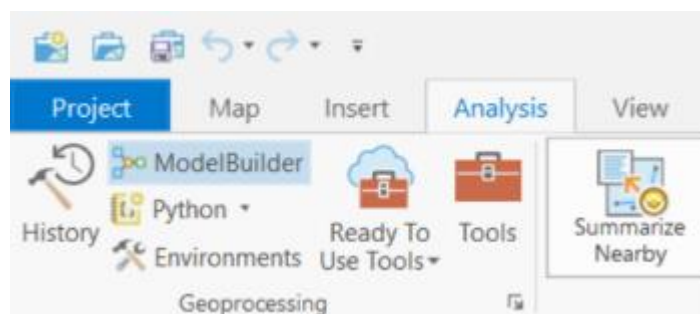 Project Map Insert Analysis View
History
ModelBuilder
Python
Environments
Ready To
Use Tools
Tools
Summarize
Nearby
Geoprocessing